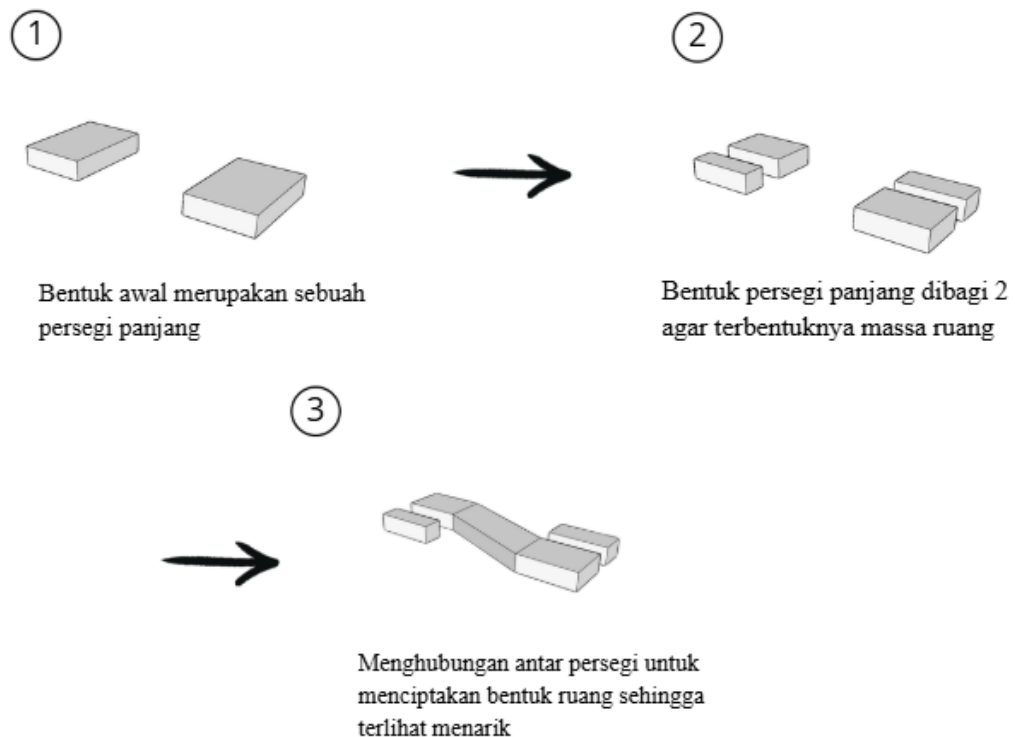 1
2
Bentuk awal merupakan sebuah
persegi panjang
Bentuk persegi panjang dibagi 2
agar terbentuknya massa ruang
3
Menghubungan antar persegi untuk
menciptakan bentuk ruang sehingga
terlihat menarik